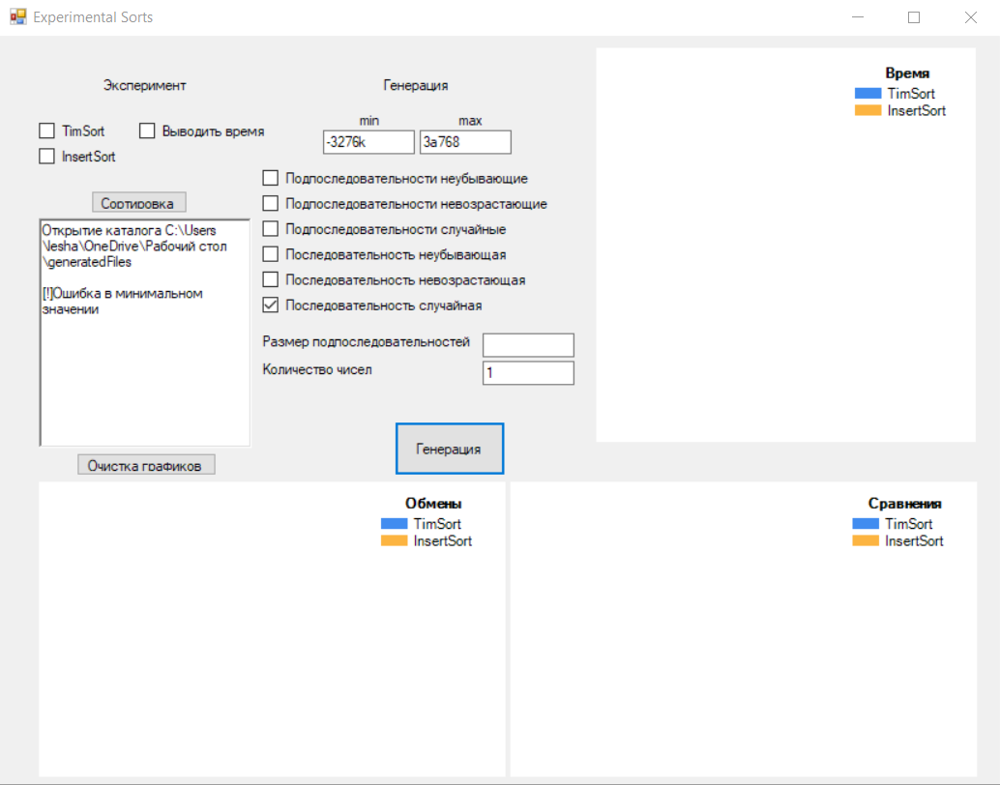 Experimental Sorts
Эксперимент
TimSort
Выводить время
InsertSort
Сортировка
Открытие каталога C:\Users
\lesha\OneDrive\Рабочий стол
\generatedFiles
[!]Ошибка в минимальном
значении
Очистка графиков
Генерация
min
max
-3276k
3a768
Подпоследовательности неубывающие
Подпоследовательности невозрастающие
Подпоследовательности случайные
Последовательность неубывающая
Последовательность невозрастающая
Последовательность случайная
Размер подпоследовательностей
Количество чисел
1
Генерация
Время
TimSort
InsertSort
Обмены
TimSort
InsertSort
Сравнения
TimSort
InsertSort